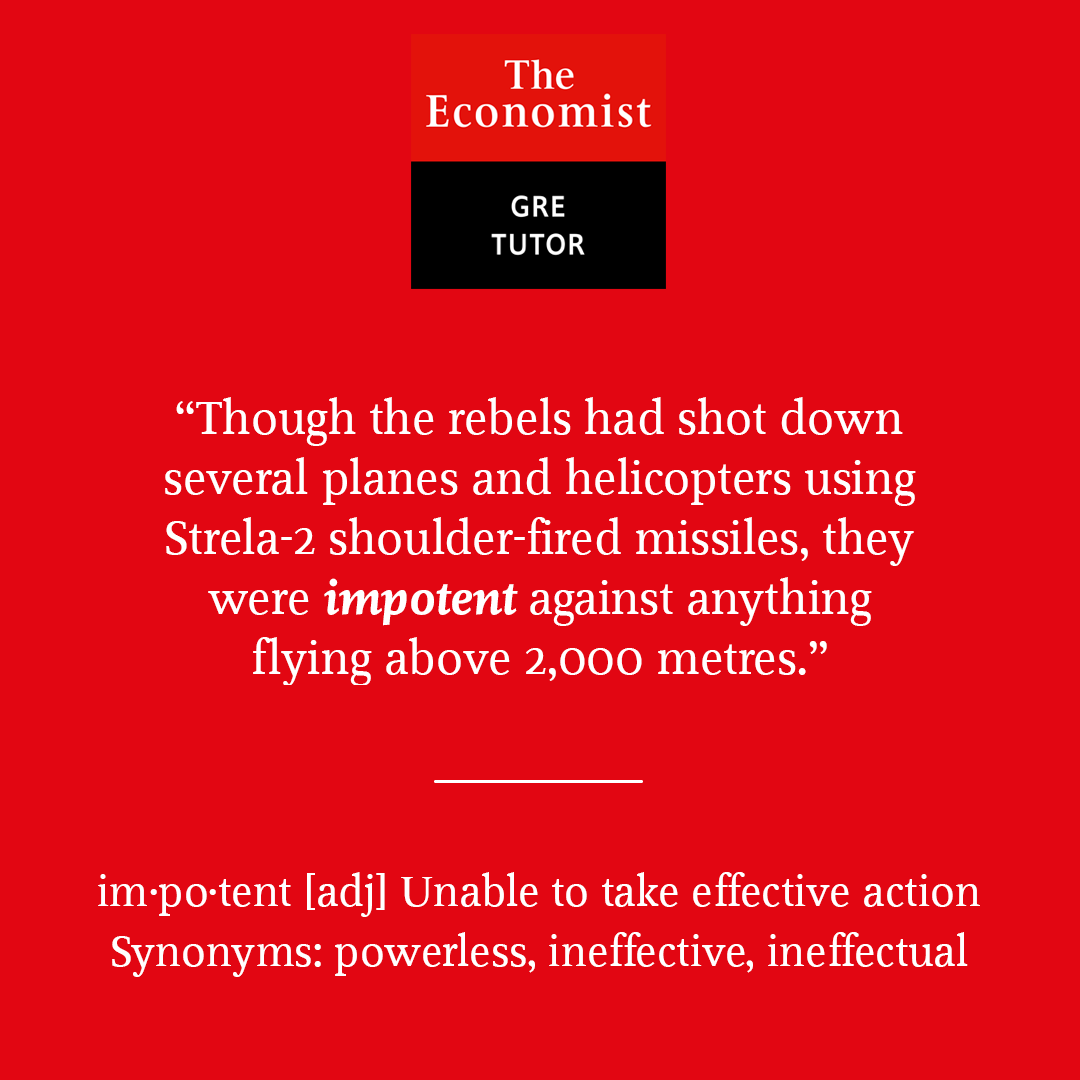 The
Economist
GRE
TUTOR
“Though the rebels had shot down
several planes and helicopters using
Strela-2 shoulder-fired missiles, they
were impotent against anything
flying above 2,000 metres.”
im·po·tent [adj] Unable to take effective action
Synonyms: powerless, ineffective, ineffectual